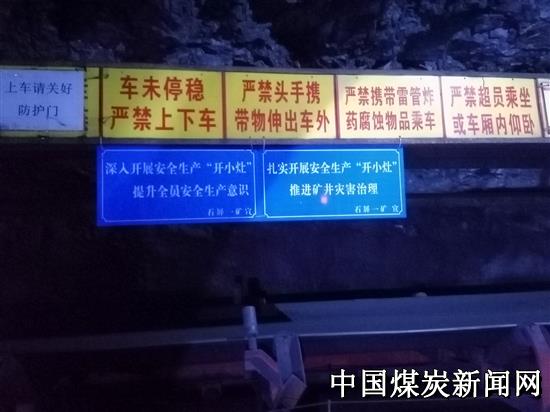 上车请关好
防护门
车未停稳
严禁上下车
严禁头手携
带物伸出车外
严禁携带雷管炸
药腐蚀物品乘车
严禁超员乘坐
或车厢内仰卧
深入开展安全生产“开小灶”
提升全员安全生产意识
石屏一矿宣
扎实开展安全生产“开小灶”
推进矿井灾害治理
石屏一矿宣
中国煤炭新闻网